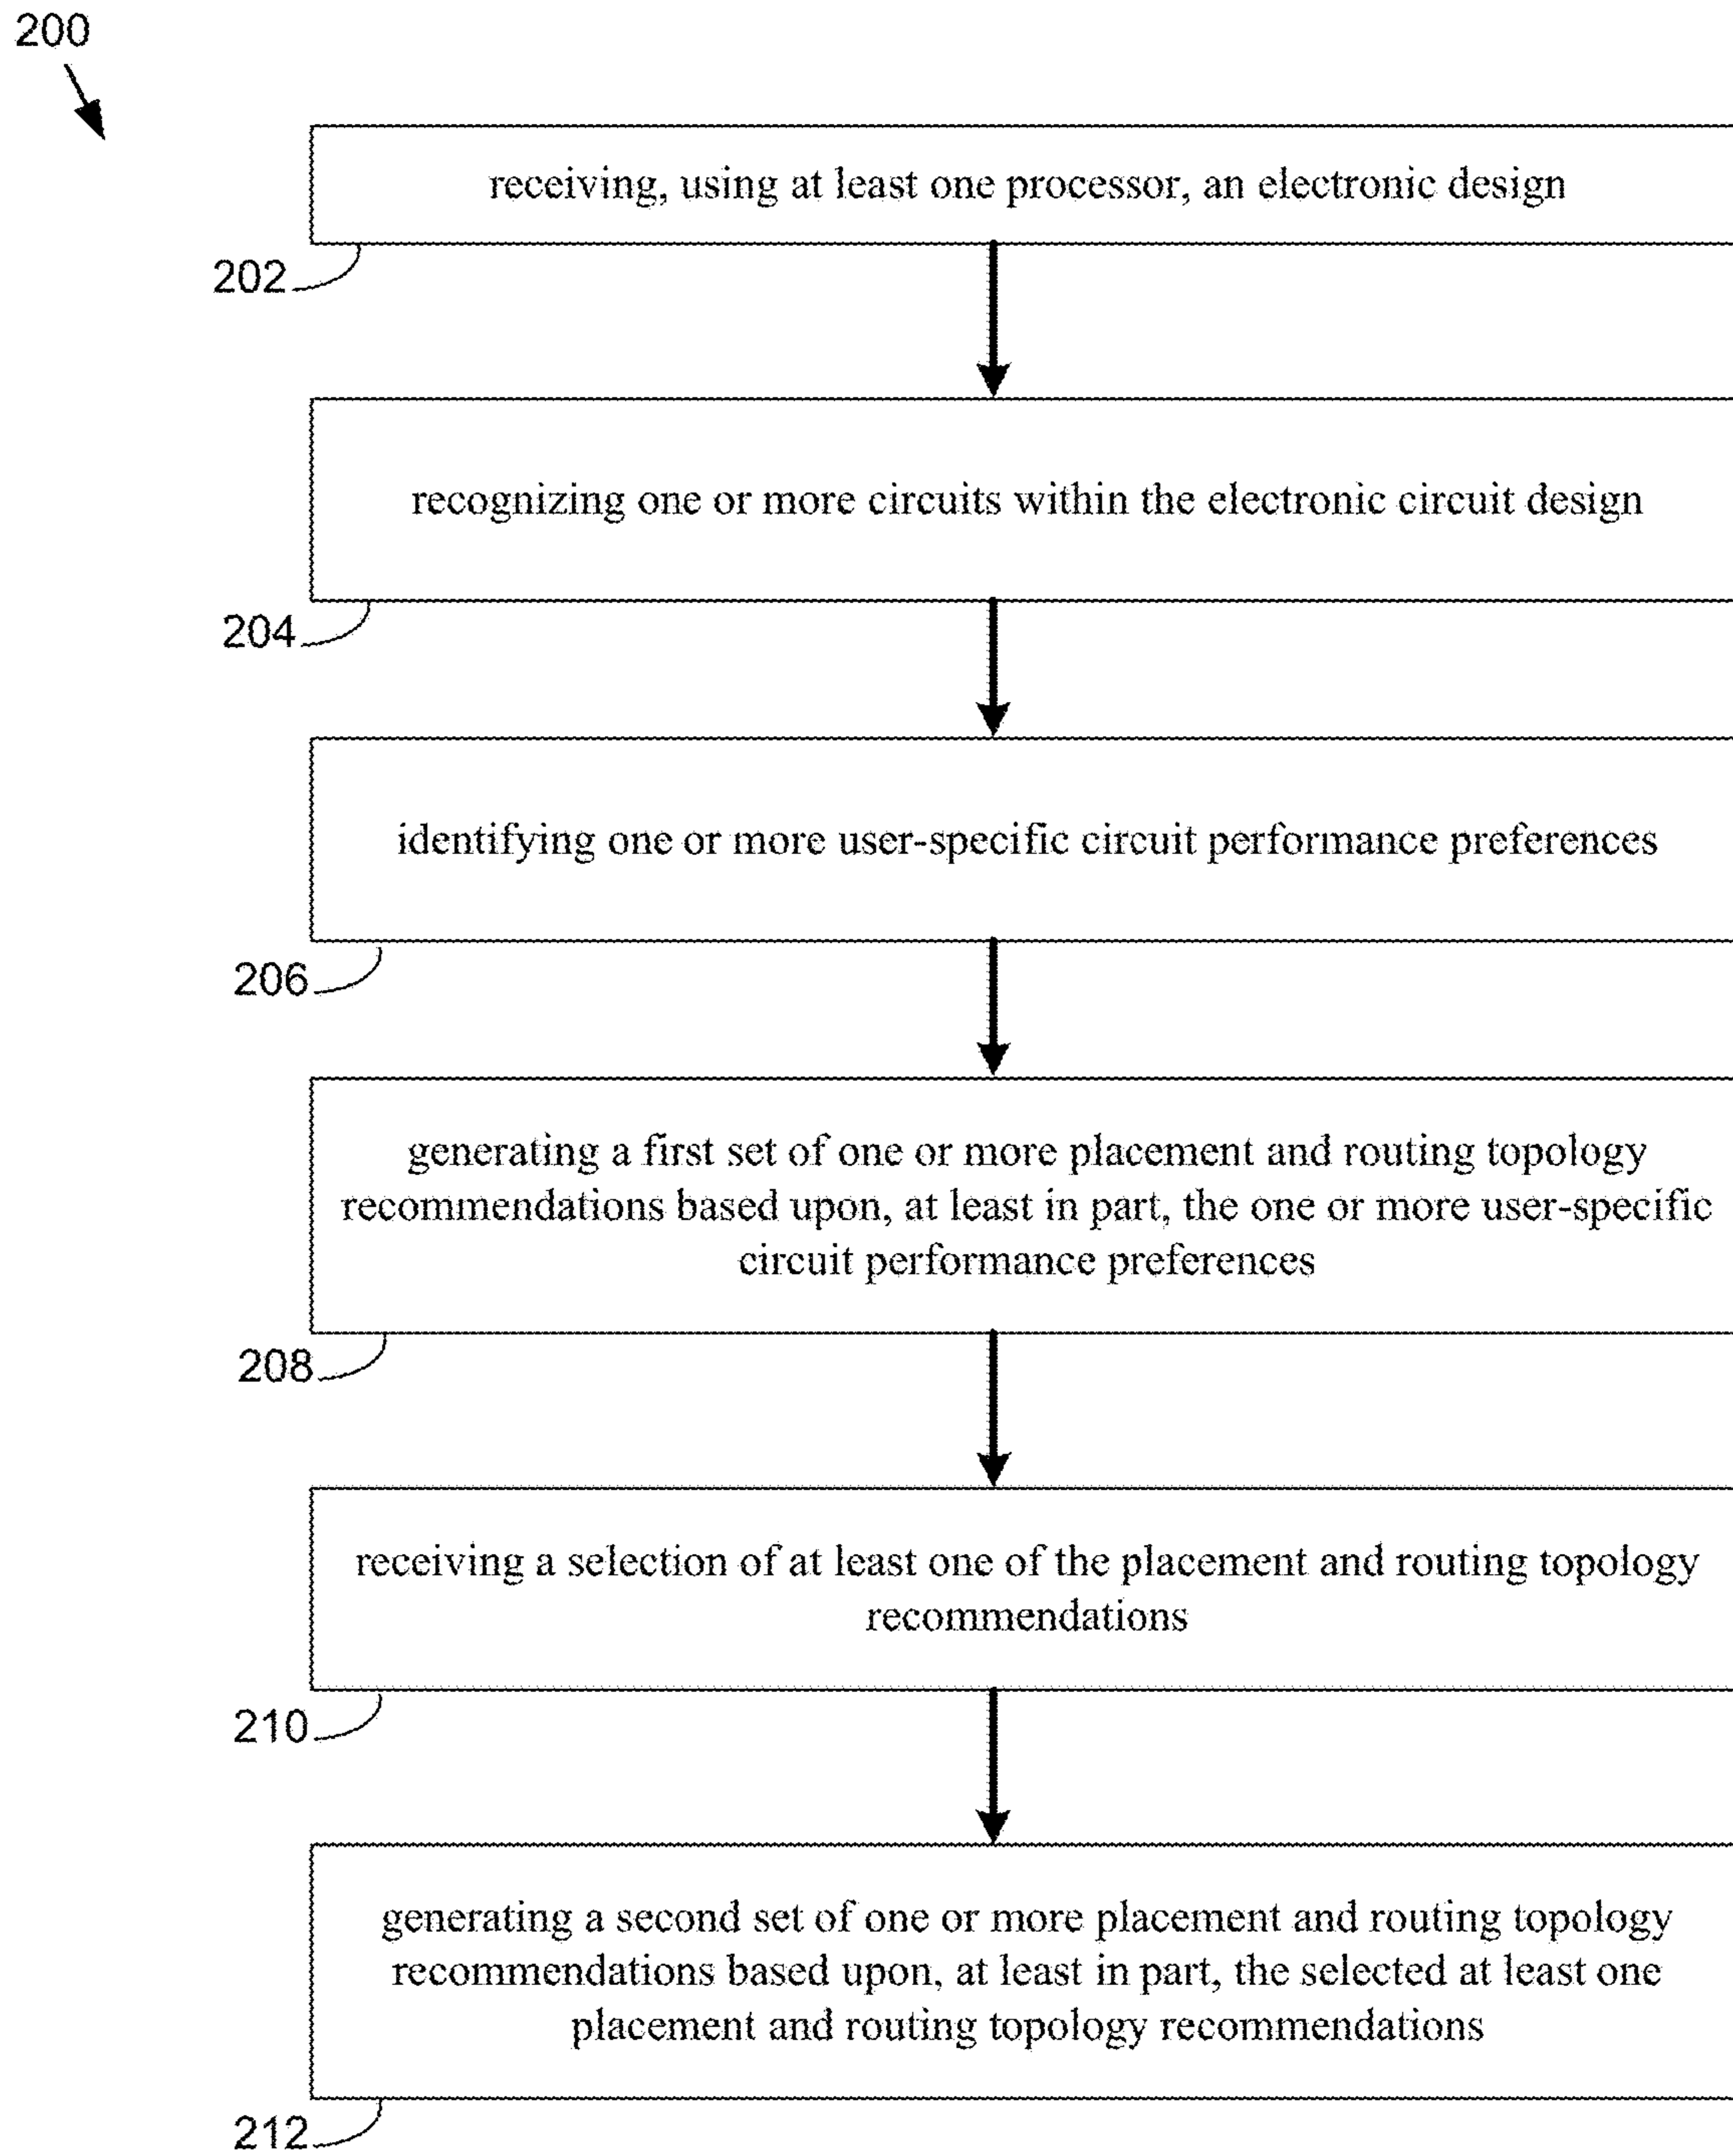 200
receiving, using at least one processor, an electronic design
202
recognizing one or more circuits within the electronic circuit design
204
identifying one or more user-specific circuit performance preferences
206
generating a first set of one or more placement and routing topology
recommendations based upon, at least in part, the one or more user-specific
circuit performance preferences
208
receiving a selection of at least one of the placement and routing topology
recommendations
210
generating a second set of one or more placement and routing topology
recommendations based upon, at least in part, the selected at least one
placement and routing topology recommendations
212